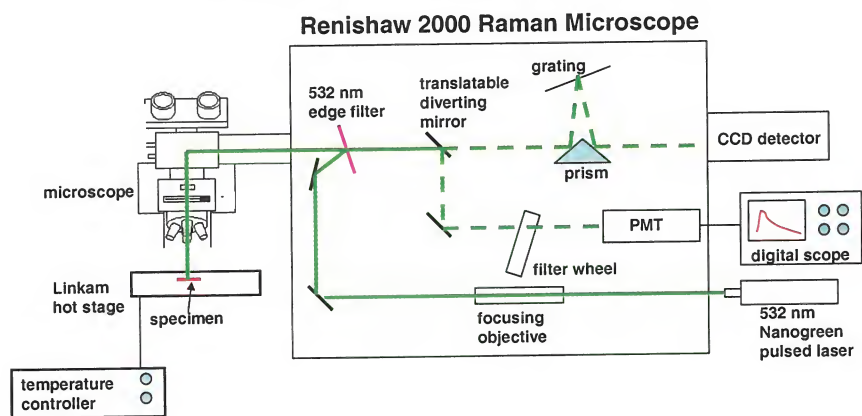 Renishaw 2000 Raman Microscope
grating
translatable
diverting
mirror
532 nm
edge filter
CCD detector
prism
microscope
PMT
digital scope
filter wheel
Linkam
hot stage
specimen
focusing
objective
532 nm
Nanogreen
pulsed laser
temperature
controller